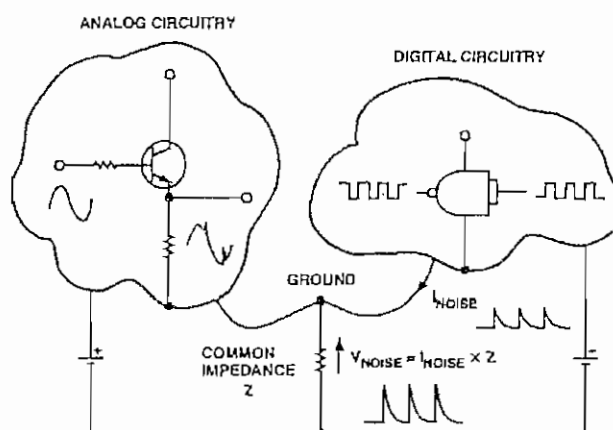 ANALOG CIRCUITRY
DIGITAL CIRCUITRY
GROUND
INOISE
COMMON
IMPEDANCE
Z
VNOISE = INOISE × Z
+
-